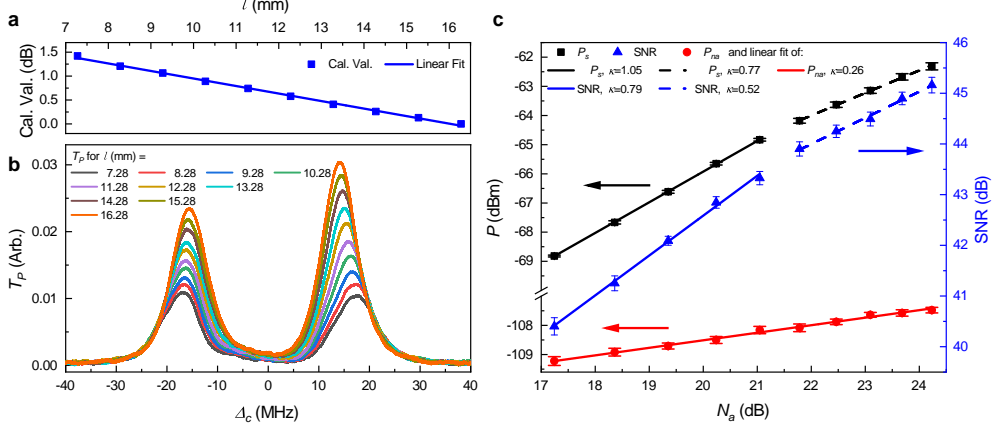 a
l (mm)
7 8 9 10 11 12 13 14 15 16
Cal. Val. (dB)
1.5
1.0
0.5
0.0
Cal. Val. Linear Fit
b
T_P (Arb.)
0.03
0.02
0.01
0.00
T_P for l (mm) =
7.28 8.28 9.28 10.28
11.28 12.28 13.28
14.28 15.28
16.28
-40 -30 -20 -10 0 10 20 30 40
Δ_c (MHz)
c
P_s SNR P_na and linear fit of:
P_s, κ=1.05 P_s, κ=0.77 P_na, κ=0.26
SNR, κ=0.79 SNR, κ=0.52
P (dBm)
-62
-63
-64
-65
-66
-67
-68
-69
-108
-109
17 18 19 20 21 22 23 24
N_a (dB)
46
45
44
43
42
41
40
SNR (dB)